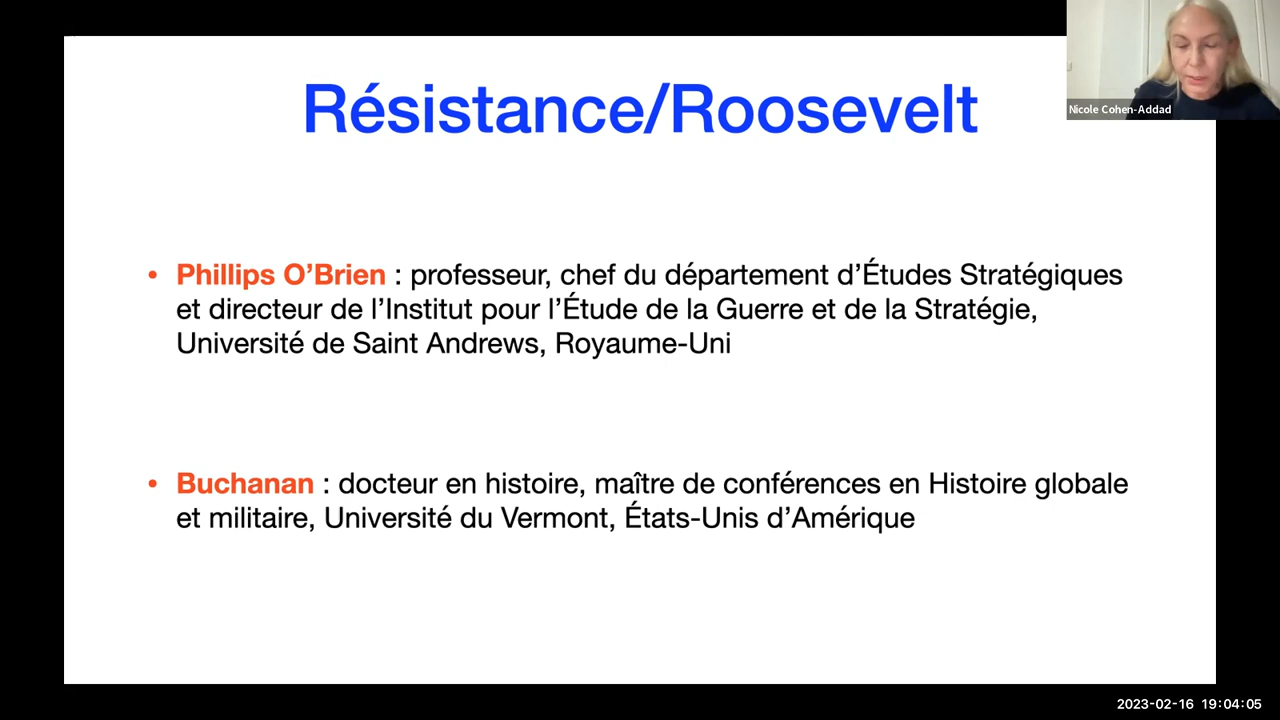 Résistance/Roosevelt
Nicole Cohen-Addad
• Phillips O’Brien : professeur, chef du département d’Études Stratégiques
et directeur de l’Institut pour l’Étude de la Guerre et de la Stratégie,
Université de Saint Andrews, Royaume-Uni
• Buchanan : docteur en histoire, maître de conférences en Histoire globale
et militaire, Université du Vermont, États-Unis d’Amérique
2023-02-16 19:04:05